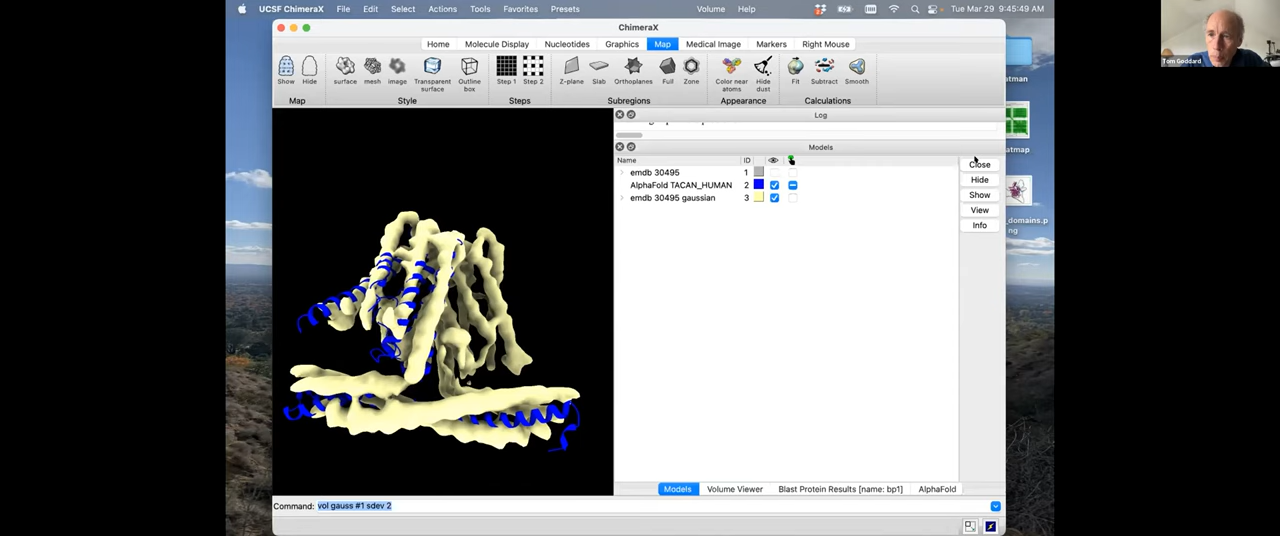 UCSF ChimeraX File Edit Select Actions Tools Favorites Presets Volume Help Tue Mar 29 9:45:49 AM
ChimeraX
Home Molecule Display Nucleotides Graphics Map Medical Image Markers Right Mouse
Show Hide surface mesh image Transparent surface Outline box Step 1 Step 2 Z-plane Slab Orthoplanes Full Zone Color near atoms Hide dust Fit Subtract Smooth
Map Style Steps Subregions Appearance Calculations
Log
Models
Name ID
emdb 30495 1
AlphaFold TACAN_HUMAN 2
emdb 30495 gaussian 3
Close
Hide
Show
View
Info
Models Volume Viewer Blast Protein Results [name: bp1] AlphaFold
Command: vol gauss #1 sdev 2
Tom Goddard
atman
atmap
_domains.p
ng